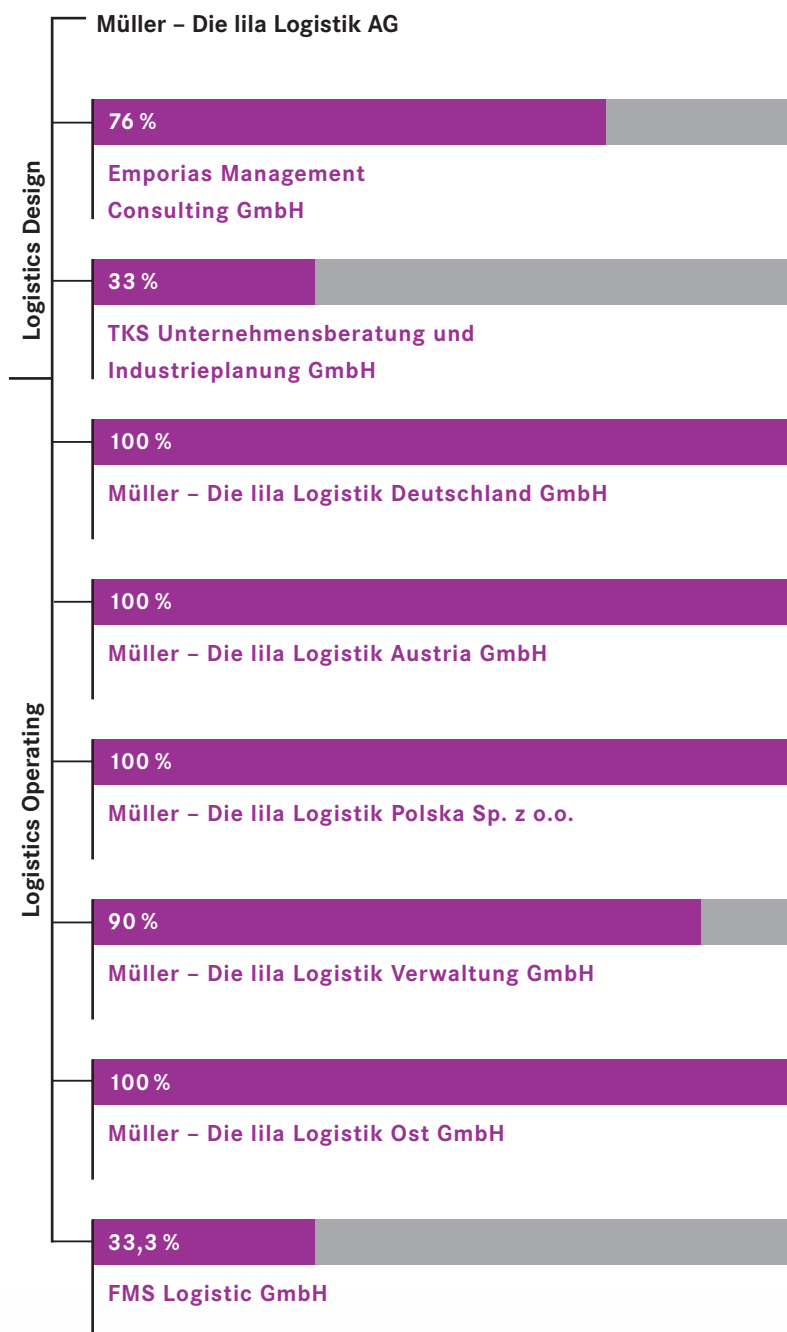 Müller – Die lila Logistik AG
Logistics Design
76 %
Emporias Management
Consulting GmbH
33 %
TKS Unternehmensberatung und
Industrieplanung GmbH
Logistics Operating
100 %
Müller – Die lila Logistik Deutschland GmbH
100 %
Müller – Die lila Logistik Austria GmbH
100 %
Müller – Die lila Logistik Polska Sp. z o.o.
90 %
Müller – Die lila Logistik Verwaltung GmbH
100 %
Müller – Die lila Logistik Ost GmbH
33,3 %
FMS Logistic GmbH